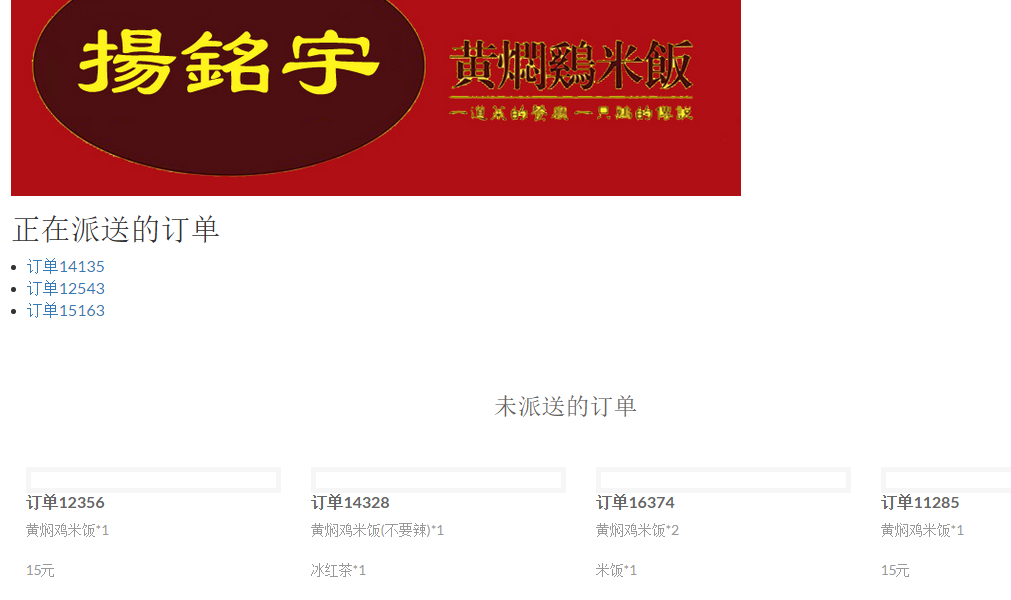 揚銘宇
黄焖鷄米飯
正在派送的订单
订单14135
订单12543
订单15163
未派送的订单
订单12356
黄焖鸡米饭*1
15元
订单14328
黄焖鸡米饭(不要辣)*1
冰红茶*1
订单16374
黄焖鸡米饭*2
米饭*1
订单11285
黄焖鸡米饭*1
15元